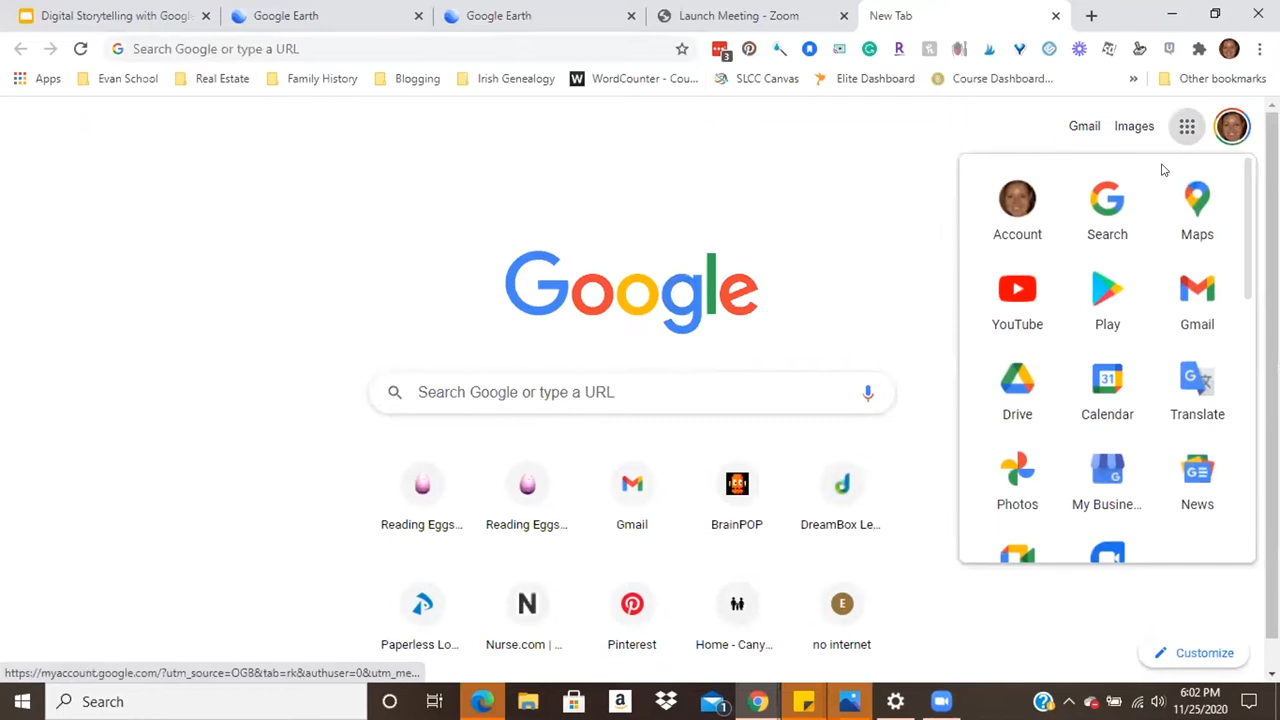 Digital Storytelling with Googl
Google Earth
Google Earth
Launch Meeting - Zoom
New Tab
Search Google or type a URL
3
Apps
Evan School
Real Estate
Family History
Blogging
Irish Genealogy
WordCounter - Cou...
SLCC Canvas
Elite Dashboard
Course Dashboard...
»
Other bookmarks
Gmail
Images
Account
Search
Maps
YouTube
Play
Gmail
Drive
31
Calendar
Translate
Photos
My Busine...
News
Google
Search Google or type a URL
Reading Eggs...
Reading Eggs...
Gmail
BrainPOP
DreamBox Le...
Paperless Lo...
Nurse.com | ...
Pinterest
Home - Cany...
E
no internet
Customize
https://myaccount.google.com/?utm_source=OGB&tab=rk&authuser=0&utm_me...
Search
1
6:02 PM
11/25/2020